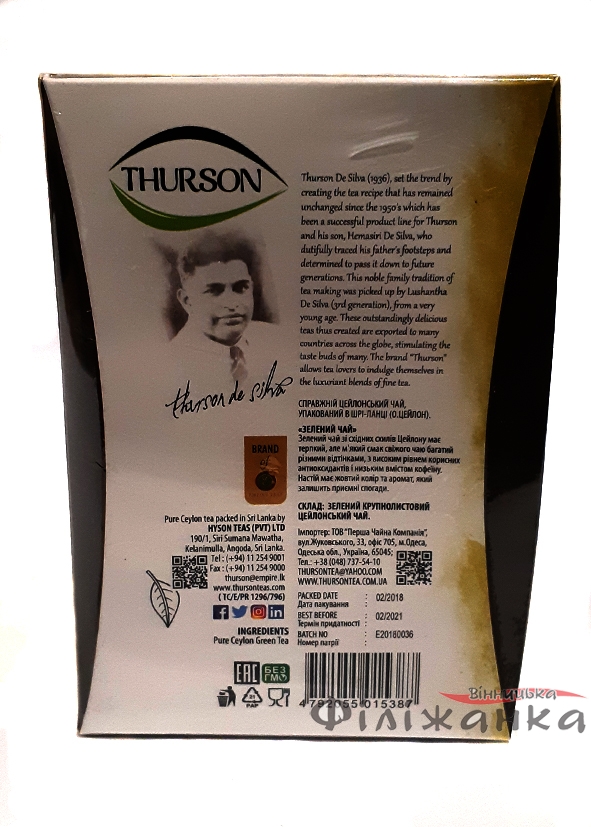 THURSON
Thurson De Silva (1936), set the trend by
creating the tea recipe that has remained
unchanged since the 1950's which has
been a successful product line for Thurson
and his son, Hemasiri De Silva, who
dutifully traced his father's footsteps and
determined to pass it down to future
generations. This noble family tradition of
tea making was picked up by Lushantha
De Silva (3rd generation), from a very
young age. These outstandingly delicious
teas thus created are exported to many
countries across the globe, stimulating the
taste buds of many. The brand "Thurson"
allows tea lovers to indulge themselves in
the luxuriant blends of fine tea.
thurson de silva
СПРАВЖНІЙ ЦЕЙЛОНСЬКИЙ ЧАЙ,
УПАКОВАНИЙ В ШРІ-ЛАНЦІ (О.ЦЕЙЛОН).
«ЗЕЛЕНИЙ ЧАЙ»
Зелений чай зі східних схилів Цейлону має
терпкий, але м'який смак свіжого чаю багатий
різними відтінками, з високим рівнем корисних
антиоксидантів і низьким вмістом кофеїну.
Настій має жовтий колір та аромат, який
залишить приємні спогади.
СКЛАД: ЗЕЛЕНИЙ КРУПНОЛИСТОВИЙ
ЦЕЙЛОНСЬКИЙ ЧАЙ.
Імпортер: ТОВ "Перша Чайна Компанія",
вул.Жуковського, 33, офіс 705, м.Одеса,
Одеська обл., Україна, 65045;
Тел.: +38 (048) 737-54-10
THURSONTEA@YAHOO.COM
WWW.THURSONTEA.COM.UA
PACKED DATE : 02/2018
Дата пакування :
BEST BEFORE : 02/2021
Термін придатності :
BATCH NO : E20180036
Номер партії :
BRAND
of
Pure Ceylon tea packed in Sri Lanka by
HYSON TEAS (PVT) LTD
190/1, Siri Sumana Mawatha,
Kelanimulla, Angoda, Sri Lanka.
Tel : (+94) 11 254 9001
Fax : (+94) 11 254 9000
thurson@empire.lk
www.thursonteas.com
( TC/EPR 1296/796)
INGREDIENTS
Pure Ceylon Green Tea
EAC
БЕЗ
ГМО
PAP
4 792055 015387
Вінницька
Філіжанка